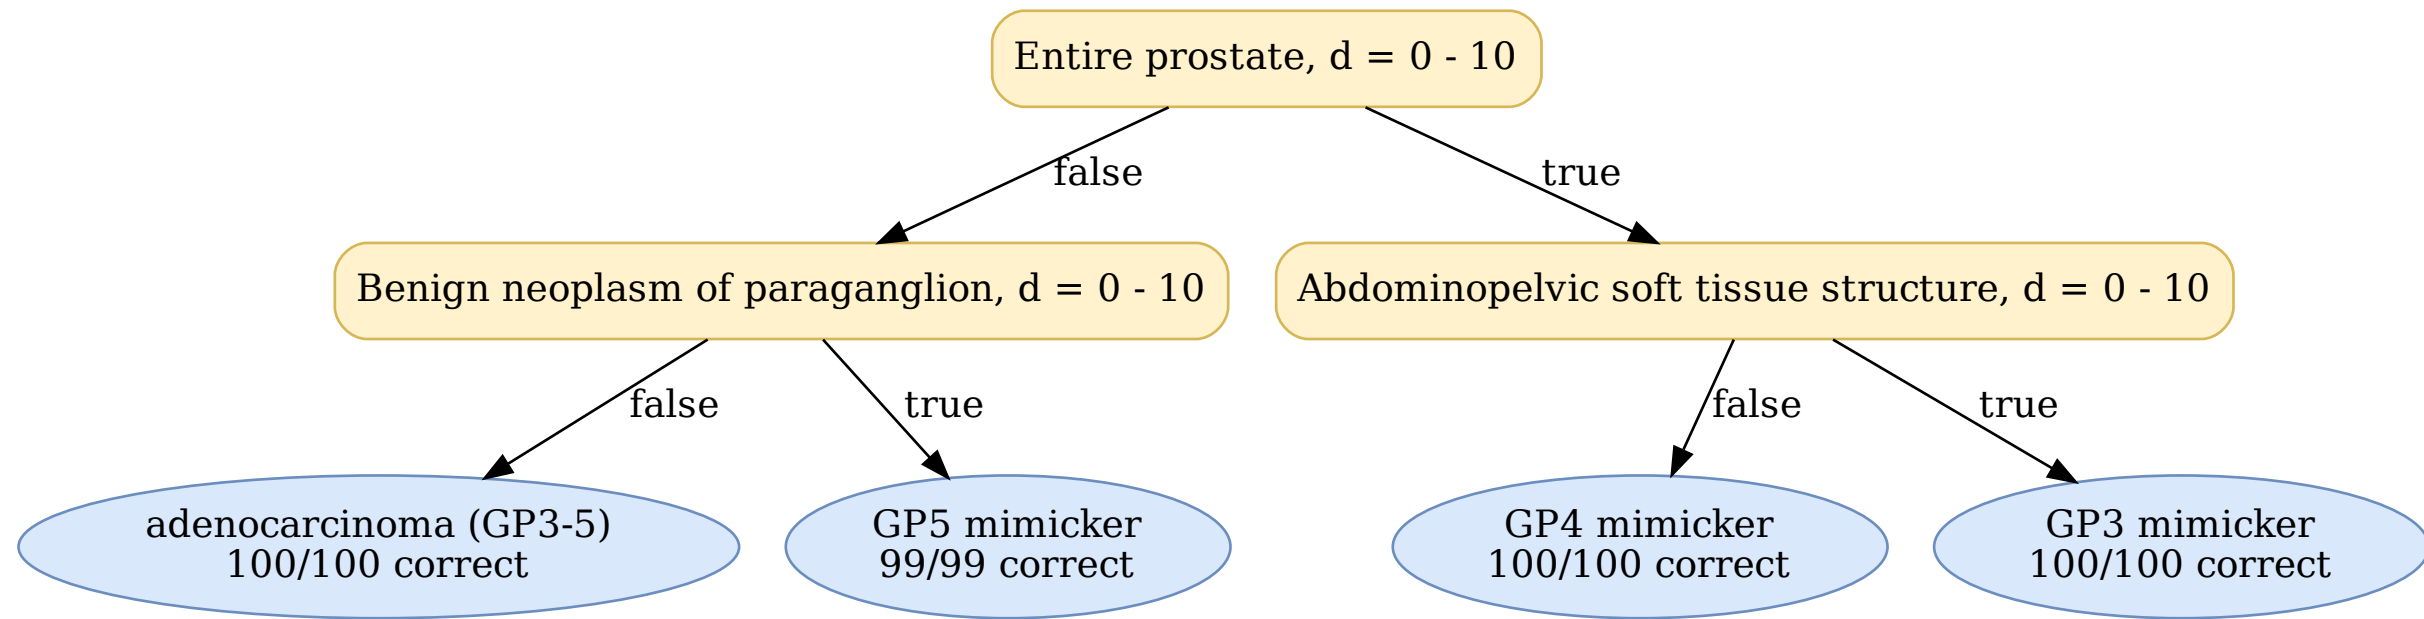 Entire prostate, d = 0 - 10
false
true
Benign neoplasm of paraganglion, d = 0 - 10
Abdominopelvic soft tissue structure, d = 0 - 10
false
true
false
true
adenocarcinoma (GP3-5)
100/100 correct
GP5 mimicker
99/99 correct
GP4 mimicker
100/100 correct
GP3 mimicker
100/100 correct